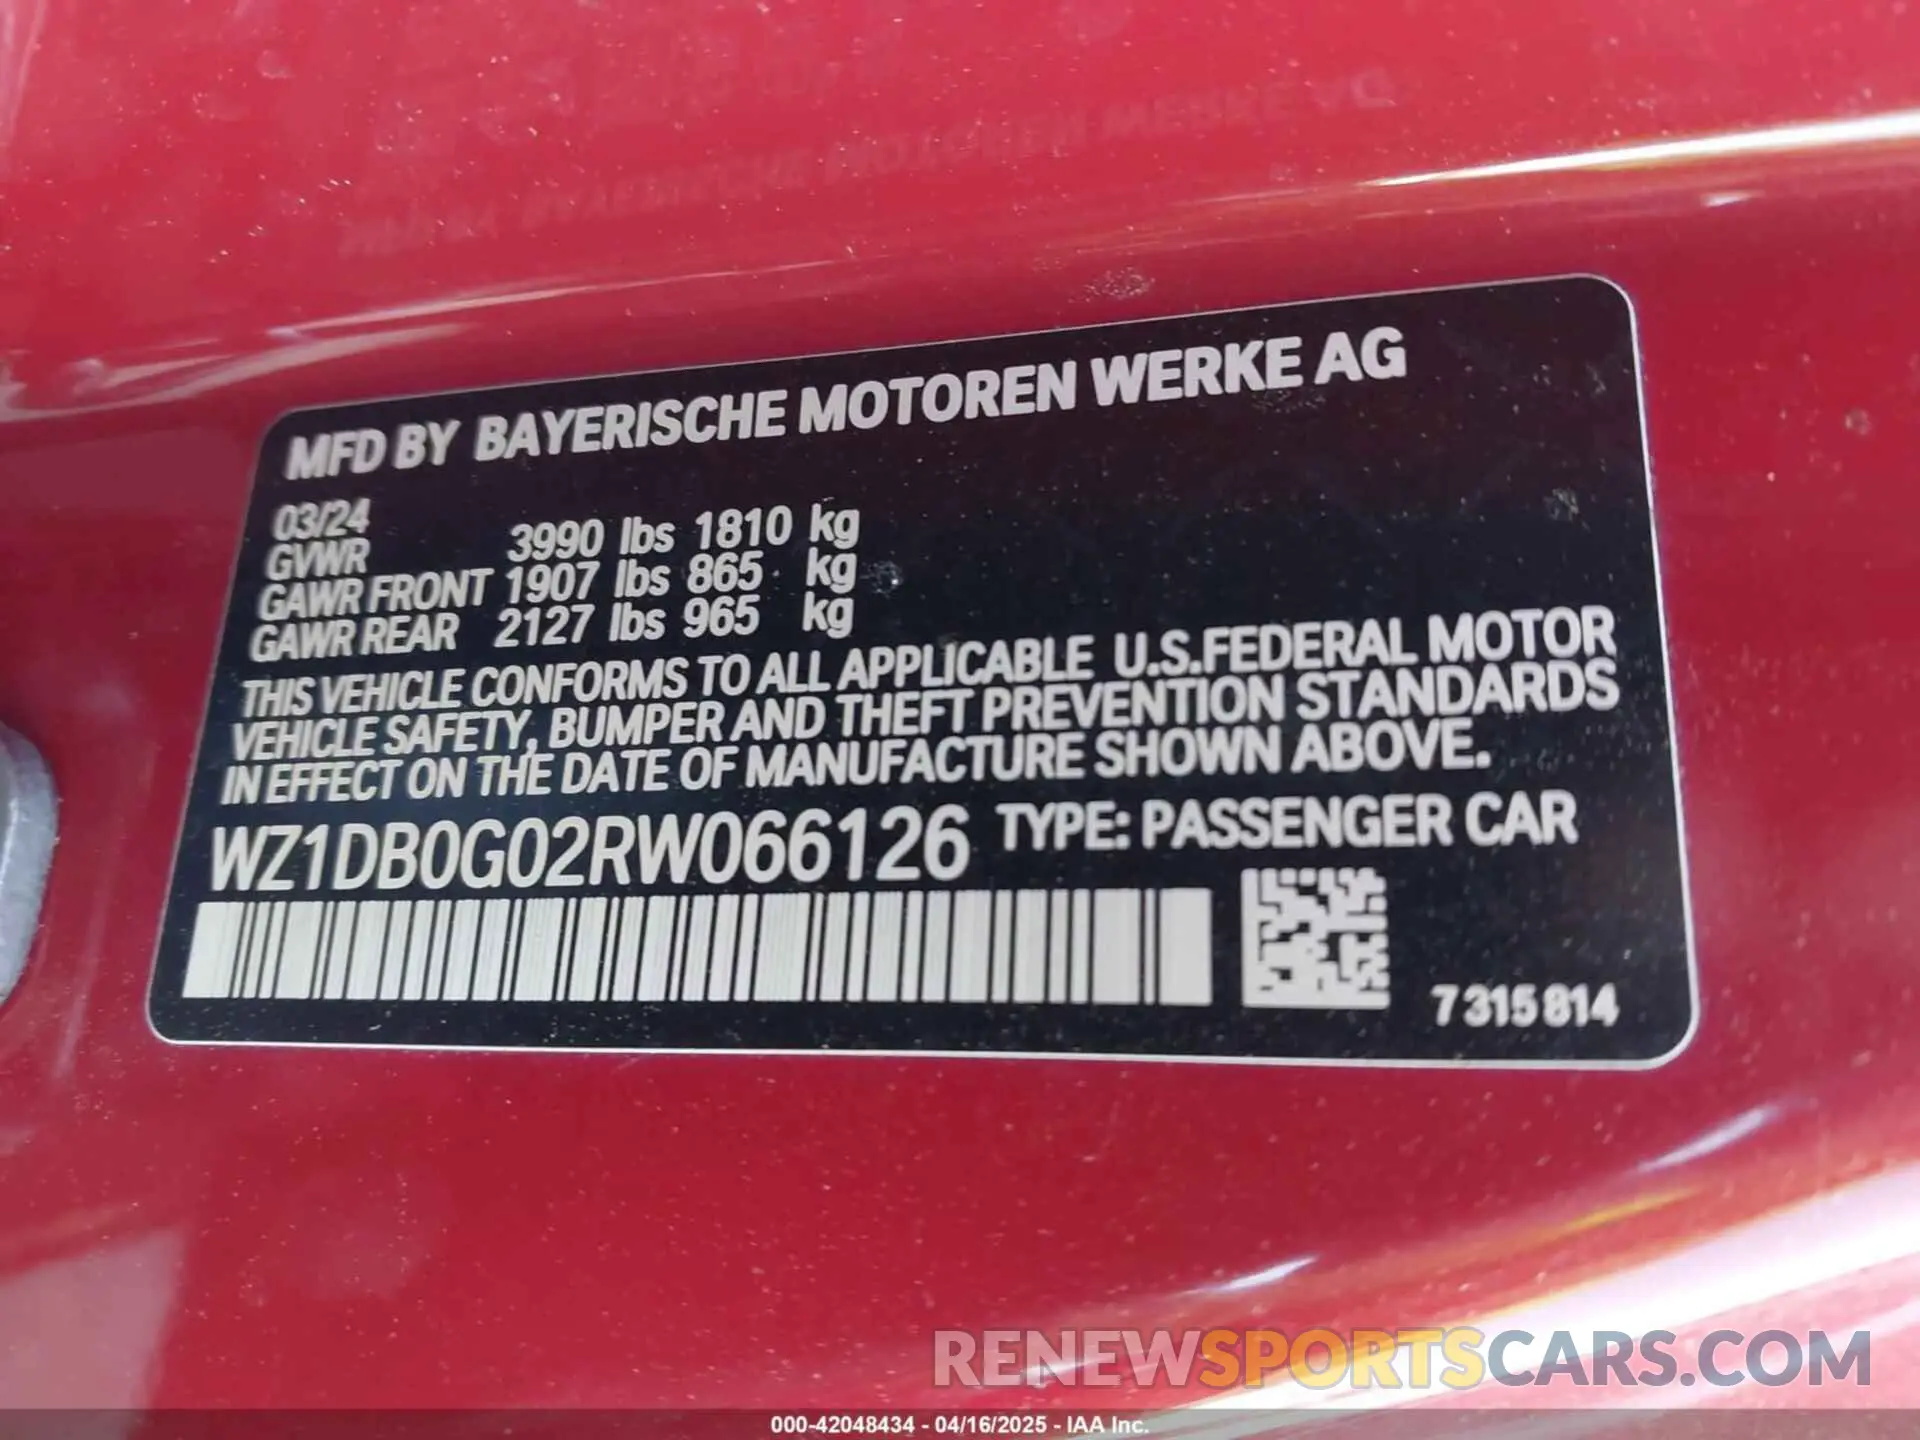 MFD BY BAYERISCHE MOTOREN WERKE AG
03/24
GVWR 3990 lbs 1810 kg
GAWR FRONT 1907 lbs 865 kg
GAWR REAR 2127 lbs 965 kg
THIS VEHICLE CONFORMS TO ALL APPLICABLE U.S.FEDERAL MOTOR
VEHICLE SAFETY, BUMPER AND THEFT PREVENTION STANDARDS
IN EFFECT ON THE DATE OF MANUFACTURE SHOWN ABOVE.
WZ1DB0G02RW066126 TYPE: PASSENGER CAR
7315814
RENEWSPORTSCARS.COM
000-42048434 - 04/16/2025 - IAA Inc.